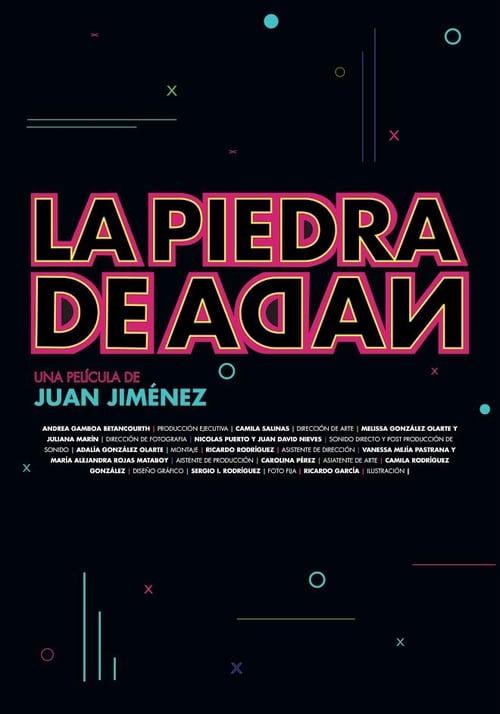 LA PIEDRA
DE ADAN
UNA PELÍCULA DE
JUAN JIMÉNEZ
ANDREA GAMBOA BETANCOURTH | PRODUCCIÓN EJECUTIVA | CAMILA SALINAS | DIRECCIÓN DE ARTE | MELISSA GONZÁLEZ OLARTE Y
JULIANA MARÍN | DIRECCIÓN DE FOTOGRAFIA | NICOLAS PUERTO Y JUAN DAVID NIEVES | SONIDO DIRECTO Y POST PRODUCCIÓN DE
SONIDO | ADALÍA GONZÁLEZ OLARTE | MONTAJE | RICARDO RODRÍGUEZ | ASISTENTE DE DIRECCIÓN | VANESSA MEJÍA PASTRANA Y
MARÍA ALEJANDRA ROJAS MATABOY | AISTENTE DE PRODUCCIÓN | CAROLINA PÉREZ | ASIATENTE DE ARTE | CAMILA RODRÍGUEZ
GONZÁLEZ | DISEÑO GRÁFICO | SERGIO I. RODRÍGUEZ | FOTO FIJA | RICARDO GARCÍA | ILUSTRACIÓN |